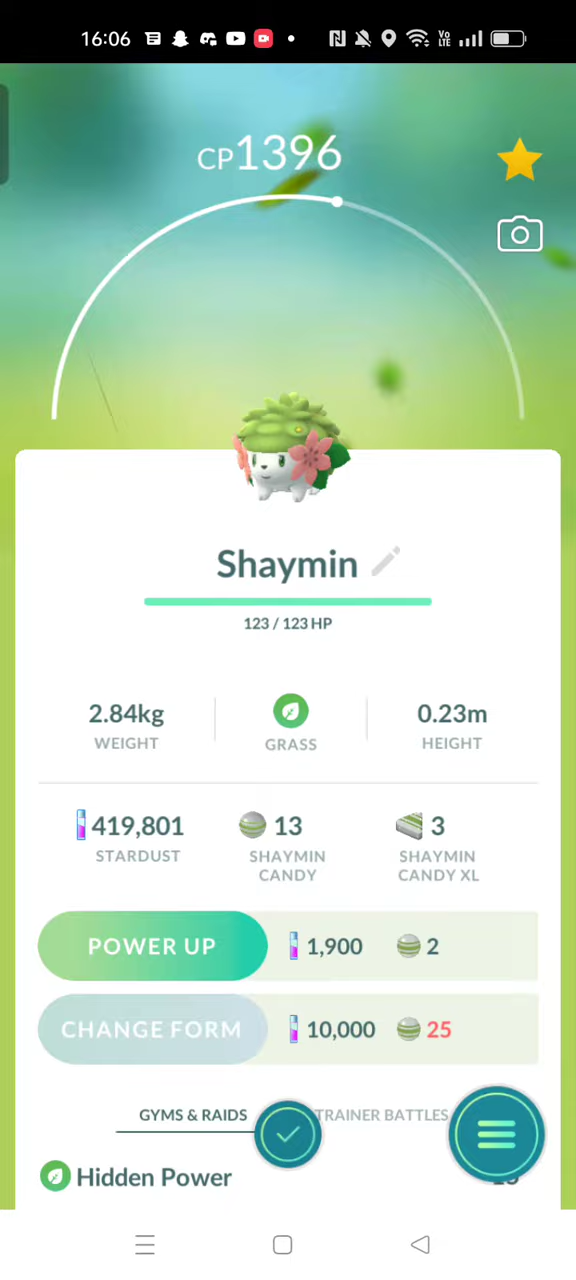 16:06 Vo LTE
CP1396
Shaymin
123 / 123 HP
2.84kg 0.23m
WEIGHT GRASS HEIGHT
419,801 13 3
STARDUST SHAYMIN CANDY SHAYMIN CANDY XL
POWER UP 1,900 2
CHANGE FORM 10,000 25
GYMS & RAIDS TRAINER BATTLES
Hidden Power